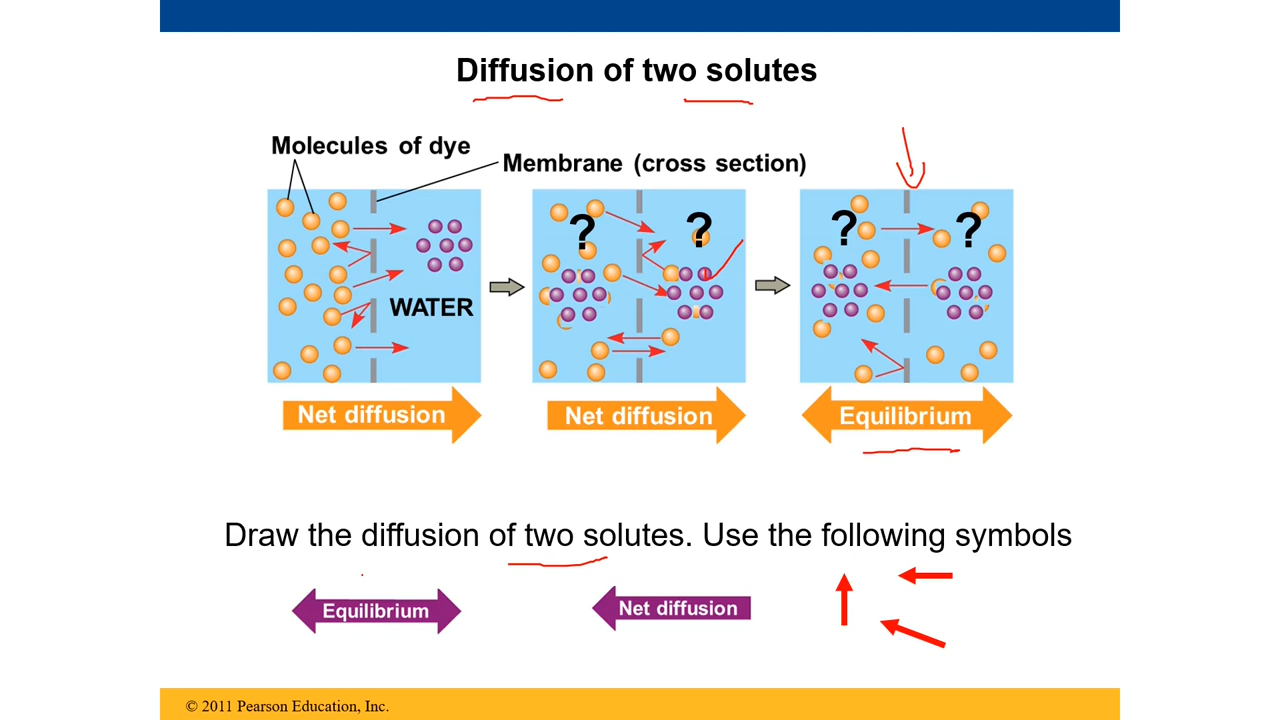 Diffusion of two solutes
Molecules of dye
Membrane (cross section)
?
?
?
?
WATER
Net diffusion
Net diffusion
Equilibrium
Draw the diffusion of two solutes. Use the following symbols
Equilibrium
Net diffusion
© 2011 Pearson Education, Inc.